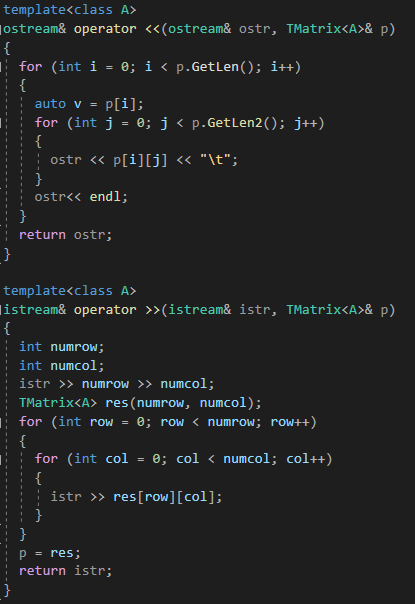 template<class A>
ostream& operator <<(ostream& ostr, TMatrix<A>& p)
{
for (int i = 0; i < p.GetLen(); i++)
{
auto v = p[i];
for (int j = 0; j < p.GetLen2(); j++)
{
ostr << p[i][j] << "\t";
}
ostr<< endl;
}
return ostr;
}
template<class A>
istream& operator >>(istream& istr, TMatrix<A>& p)
{
int numrow;
int numcol;
istr >> numrow >> numcol;
TMatrix<A> res(numrow, numcol);
for (int row = 0; row < numrow; row++)
{
for (int col = 0; col < numcol; col++)
{
istr >> res[row][col];
}
}
p = res;
return istr;
}